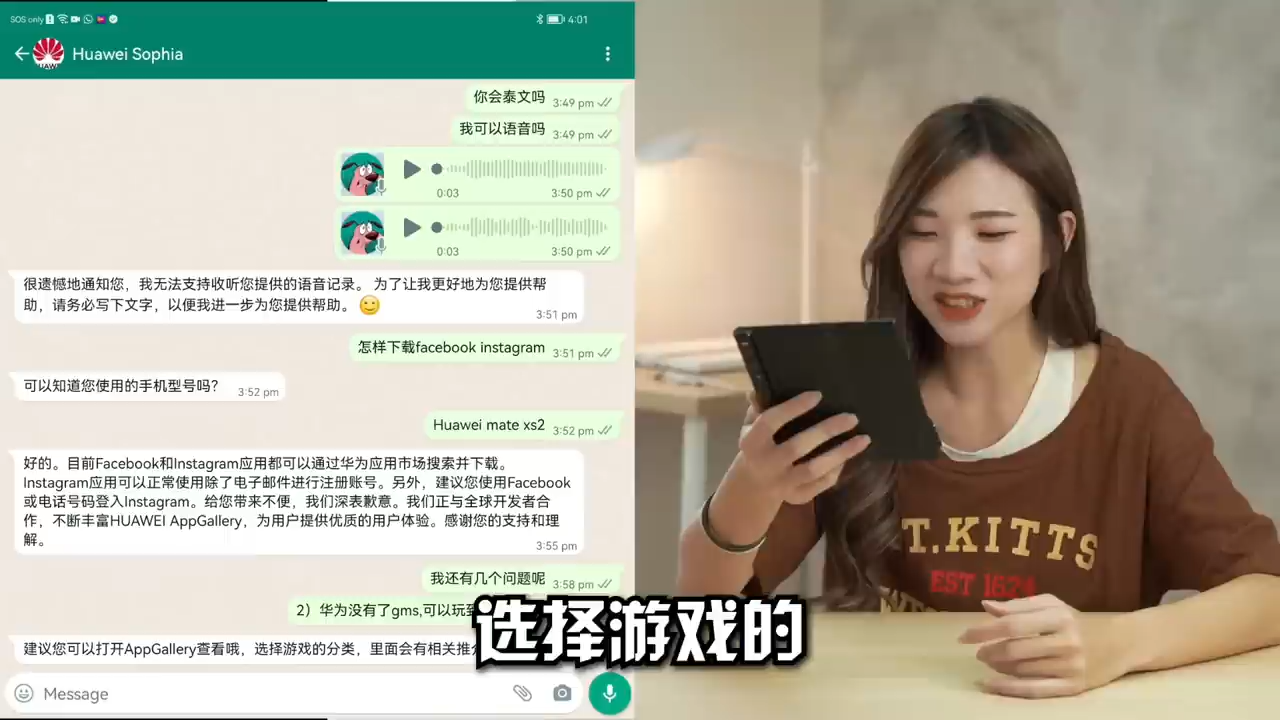 SOS only
4:01
HUAWEI
Huawei Sophia
你会泰文吗 3:49 pm
我可以语音吗 3:49 pm
0:03 3:50 pm
0:03 3:50 pm
很遗憾地通知您，我无法支持收听您提供的语音记录。 为了让我更好地为您提供帮
助，请务必写下文字，以便我进一步为您提供帮助。
3:51 pm
怎样下载facebook instagram 3:51 pm
可以知道您使用的手机型号吗？ 3:52 pm
Huawei mate xs2 3:52 pm
好的。目前Facebook和Instagram应用都可以通过华为应用市场搜索并下载。
Instagram应用可以正常使用除了电子邮件进行注册账号。另外，建议您使用Facebook
或电话号码登入Instagram。给您带来不便，我们深表歉意。我们正与全球开发者合
作，不断丰富HUAWEI AppGallery，为用户提供优质的用户体验。感谢您的支持和理
解。
3:55 pm
我还有几个问题呢 3:58 pm
2）华为没有了gms,可以玩
建议您可以打开AppGallery查看哦，选择游戏的分类，里面会有相关推
选择游戏的
Message
T.KITTS
EST 1624